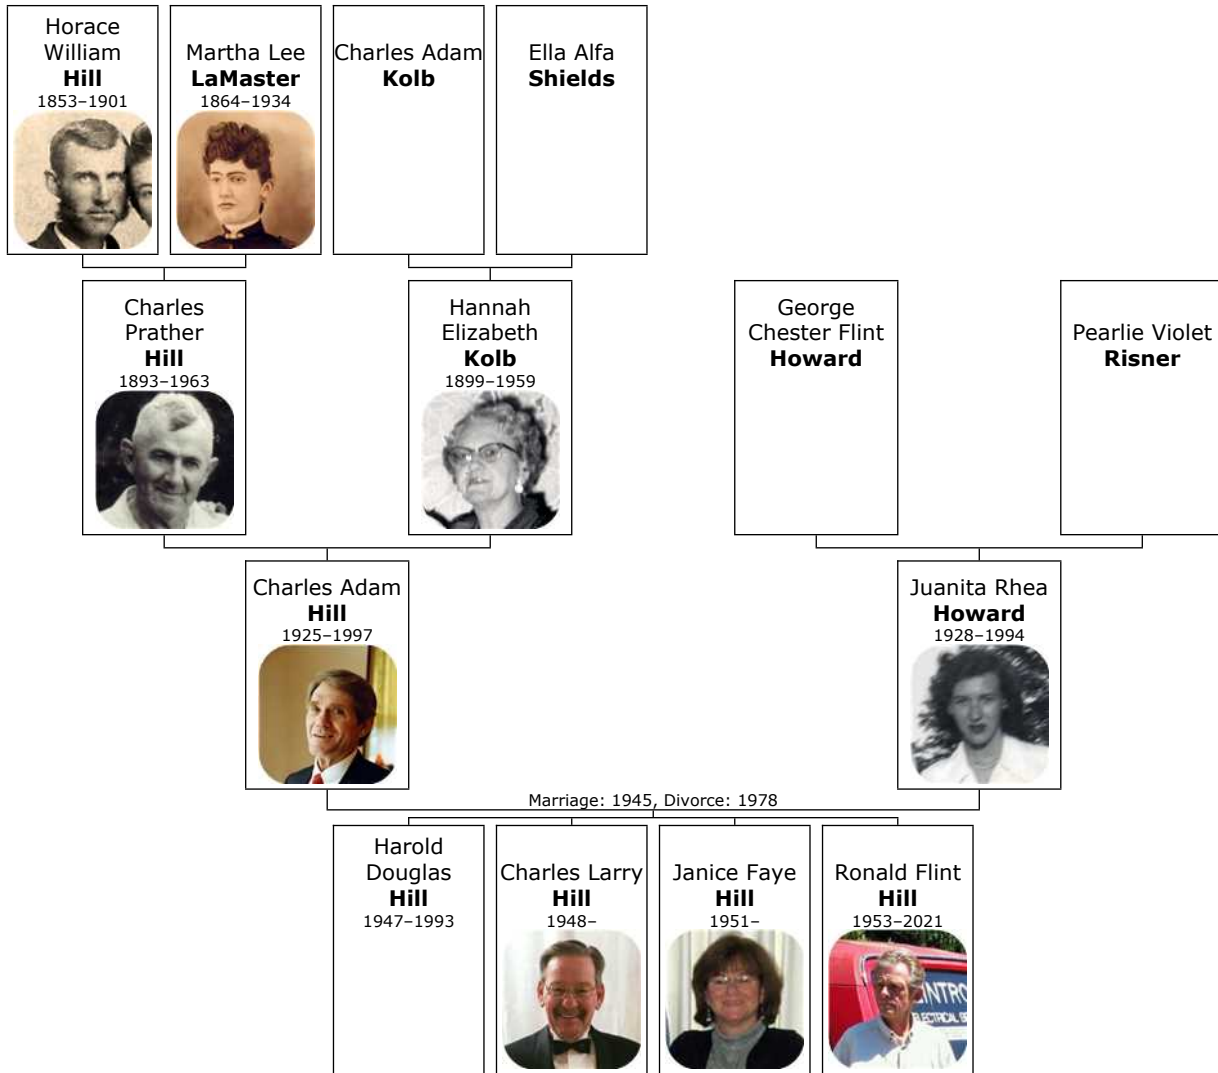 Horace
William
Hill
1853–1901
Martha Lee
LaMaster
1864–1934
Charles Adam
Kolb
Ella Alfa
Shields
Charles
Prather
Hill
1893–1963
Hannah
Elizabeth
Kolb
1899–1959
George
Chester Flint
Howard
Pearlie Violet
Risner
Charles Adam
Hill
1925–1997
Juanita Rhea
Howard
1928–1994
Marriage: 1945, Divorce: 1978
Harold
Douglas
Hill
1947–1993
Charles Larry
Hill
1948–
Janice Faye
Hill
1951–
Ronald Flint
Hill
1953–2021